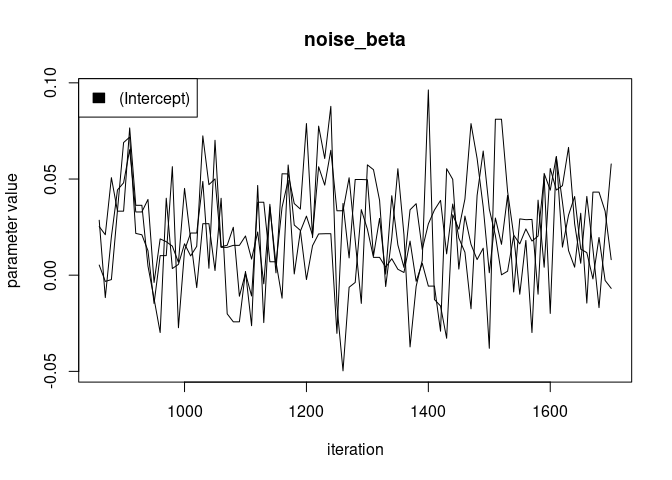 noise_beta
(Intercept)
parameter value
0.10
0.05
0.00
-0.05
1000 1200 1400 1600
iteration